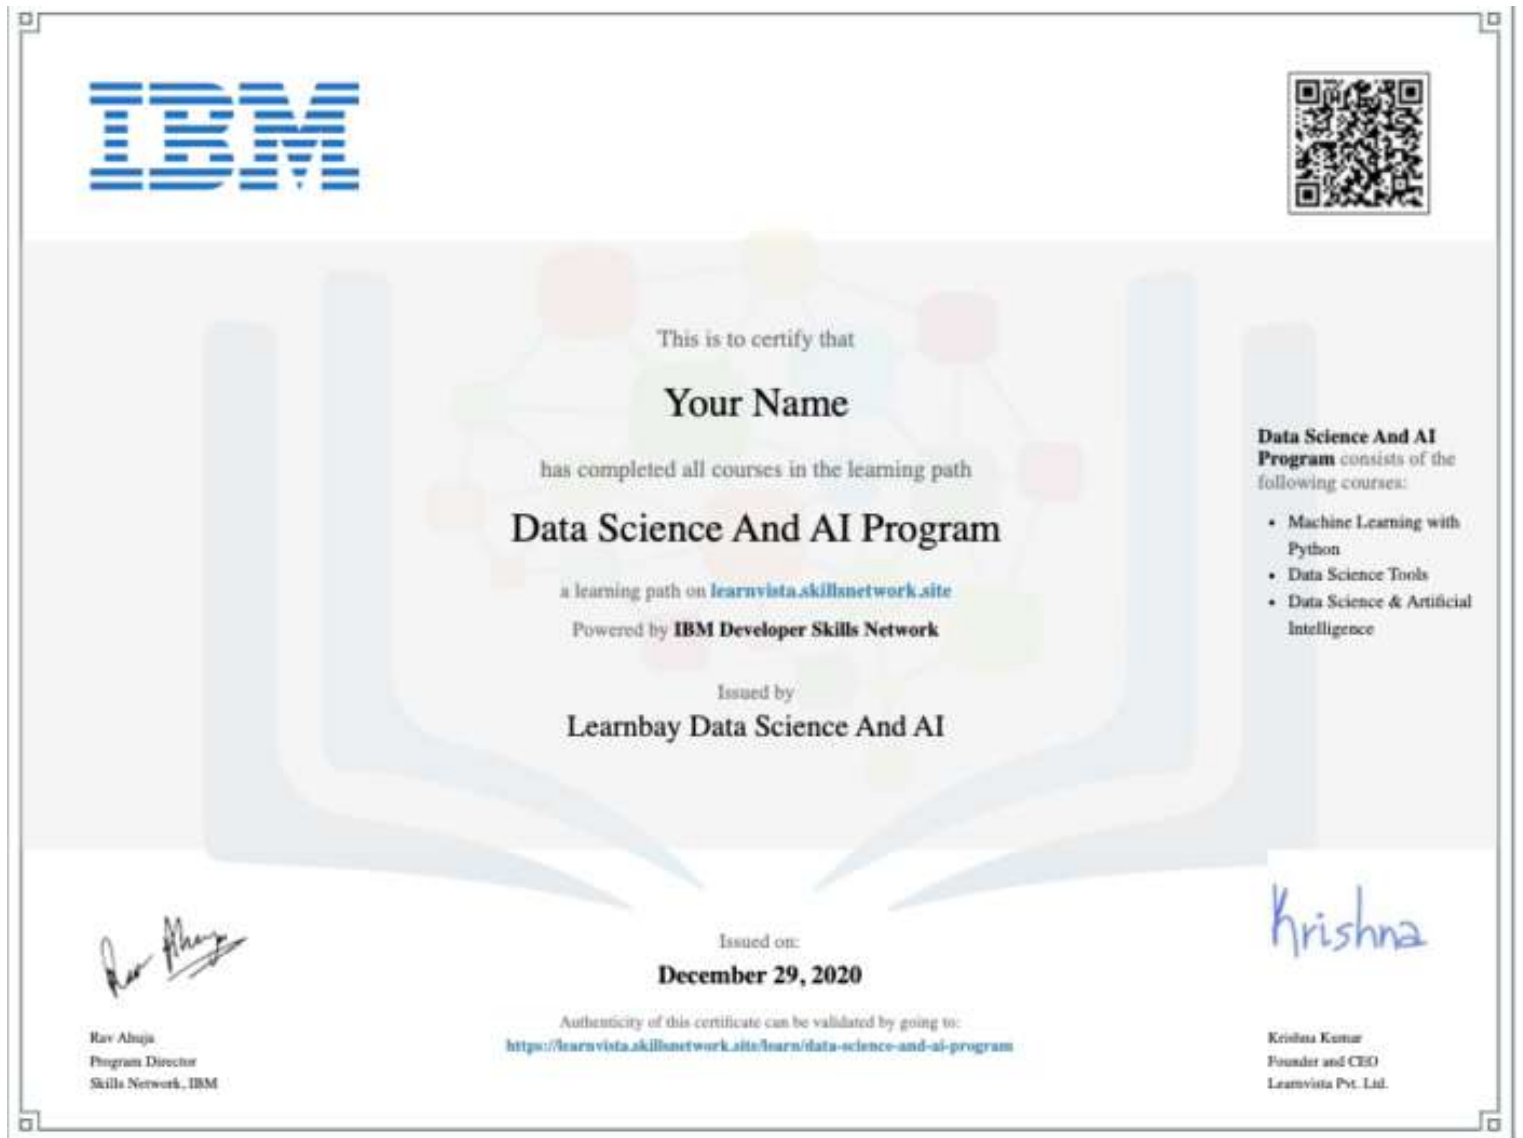 IBM
This is to certify that
Your Name
has completed all courses in the learning path
Data Science And AI Program
a learning path on learnvista.skillsnetwork.site
Powered by IBM Developer Skills Network
Issued by
Learnbay Data Science And AI
Data Science And AI
Program consists of the
following courses:
• Machine Learning with
Python
• Data Science Tools
• Data Science & Artificial
Intelligence
Rav Ahuja
Program Director
Skills Network, IBM
Issued on:
December 29, 2020
Authenticity of this certificate can be validated by going to:
https://learnvista.skillsnetwork.site/learn/data-science-and-ai-program
Krishna
Krishna Kumar
Founder and CEO
Learnvista Pvt. Ltd.